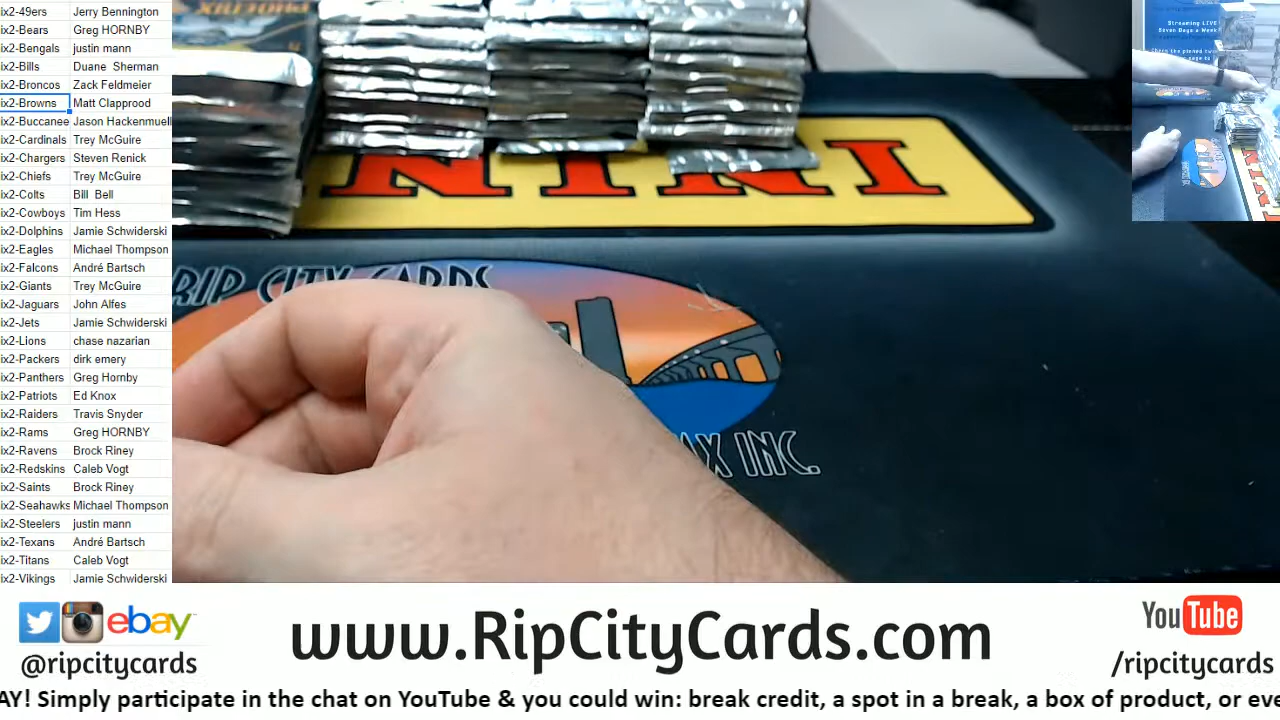 ix2-49ers Jerry Bennington
ix2-Bears Greg HORNBY
ix2-Bengals justin mann
ix2-Bills Duane Sherman
ix2-Broncos Zack Feldmeier
ix2-Browns Matt Clapprood
ix2-Buccanee Jason Hackenmuell
ix2-Cardinals Trey McGuire
ix2-Chargers Steven Renick
ix2-Chiefs Trey McGuire
ix2-Colts Bill Bell
ix2-Cowboys Tim Hess
ix2-Dolphins Jamie Schwiderski
ix2-Eagles Michael Thompson
ix2-Falcons André Bartsch
ix2-Giants Trey McGuire
ix2-Jaguars John Alfes
ix2-Jets Jamie Schwiderski
ix2-Lions chase nazarian
ix2-Packers dirk emery
ix2-Panthers Greg Hornby
ix2-Patriots Ed Knox
ix2-Raiders Travis Snyder
ix2-Rams Greg HORNBY
ix2-Ravens Brock Riney
ix2-Redskins Caleb Vogt
ix2-Saints Brock Riney
ix2-Seahawks Michael Thompson
ix2-Steelers justin mann
ix2-Texans André Bartsch
ix2-Titans Caleb Vogt
ix2-Vikings Jamie Schwiderski
Streaming LIVE
Seven Days a Week
NINI
RIP CITY CARDS
INC.
ebay
@ripcitycards
www.RipCityCards.com
YouTube
/ripcitycards
AY! Simply participate in the chat on YouTube & you could win: break credit, a spot in a break, a box of product, or eve